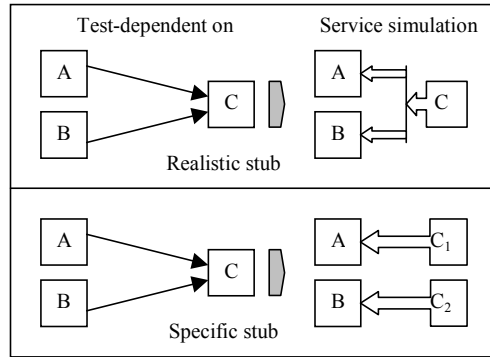 Test-dependent on
Service simulation
A
A
C
C
B
B
Realistic stub
A
A
C₁
C
B
B
C₂
Specific stub